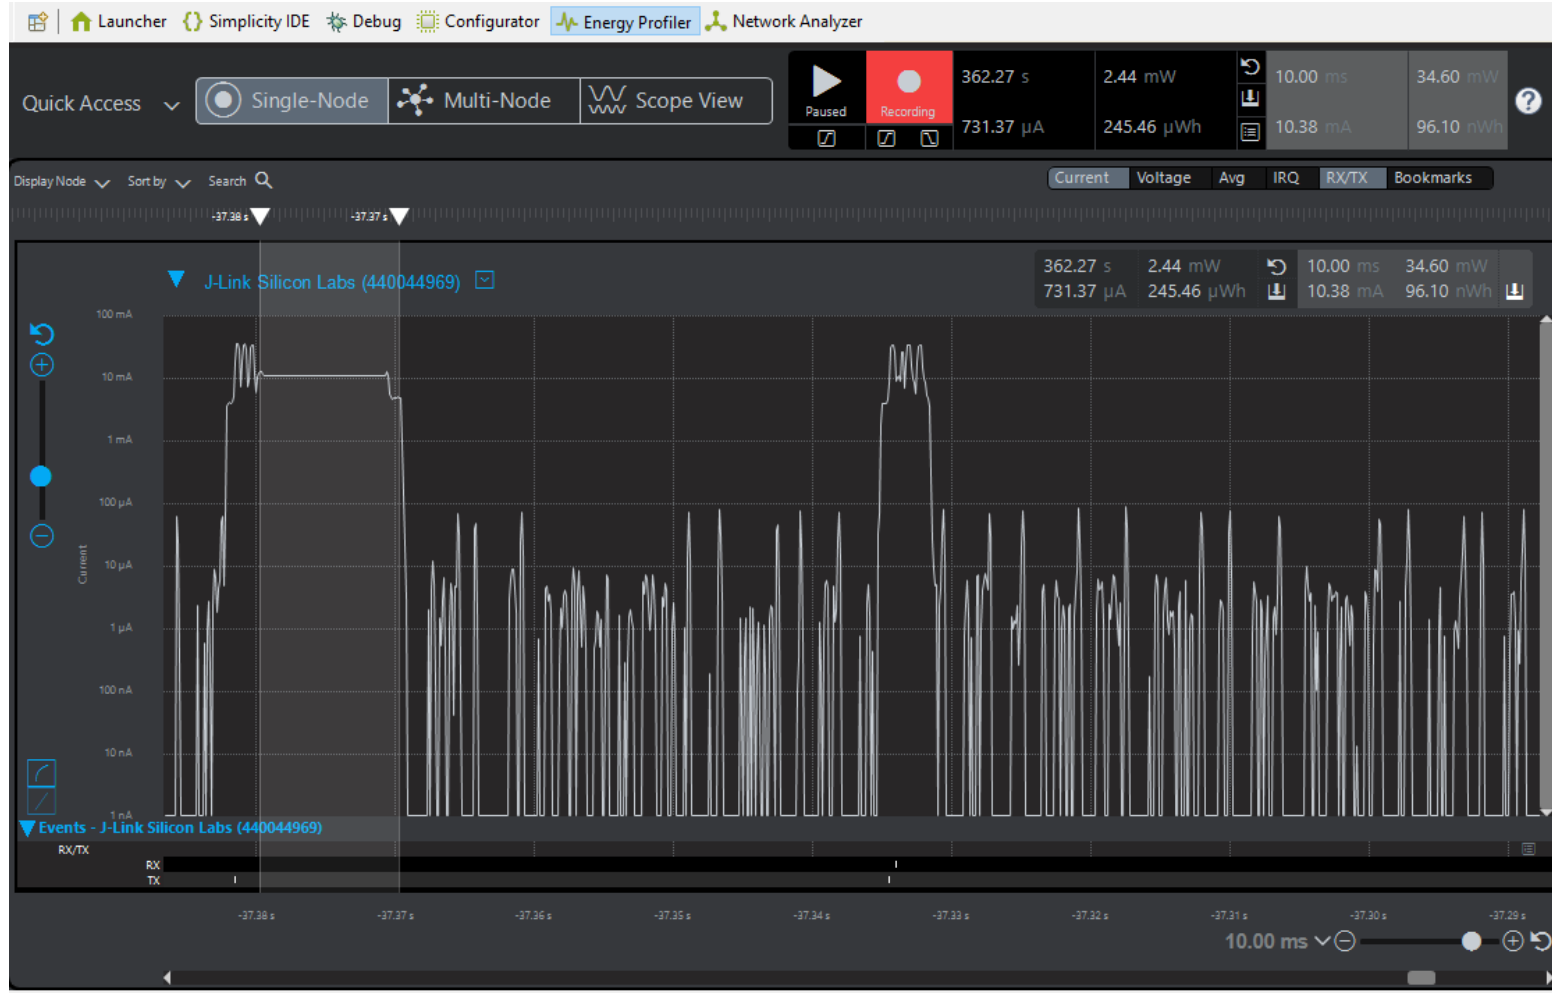 Launcher Simplicity IDE Debug Configurator Energy Profiler Network Analyzer
Quick Access Single-Node Multi-Node Scope View
Paused Recording
362.27 s 2.44 mW 10.00 ms 34.60 mW
731.37 µA 245.46 µWh 10.38 mA 96.10 nWh
Display Node Sort by Search Current Voltage Avg IRQ RX/TX Bookmarks
-37.38 s -37.37 s
J-Link Silicon Labs (440044969)
362.27 s 2.44 mW 10.00 ms 34.60 mW
731.37 µA 245.46 µWh 10.38 mA 96.10 nWh
100 mA
10 mA
1 mA
100 µA
10 µA
1 µA
100 nA
10 nA
1 nA
Current
Events - J-Link Silicon Labs (440044969)
RX/TX
RX
TX
-37.38 s -37.37 s -37.36 s -37.35 s -37.34 s -37.33 s -37.32 s -37.31 s -37.30 s -37.29 s
10.00 ms